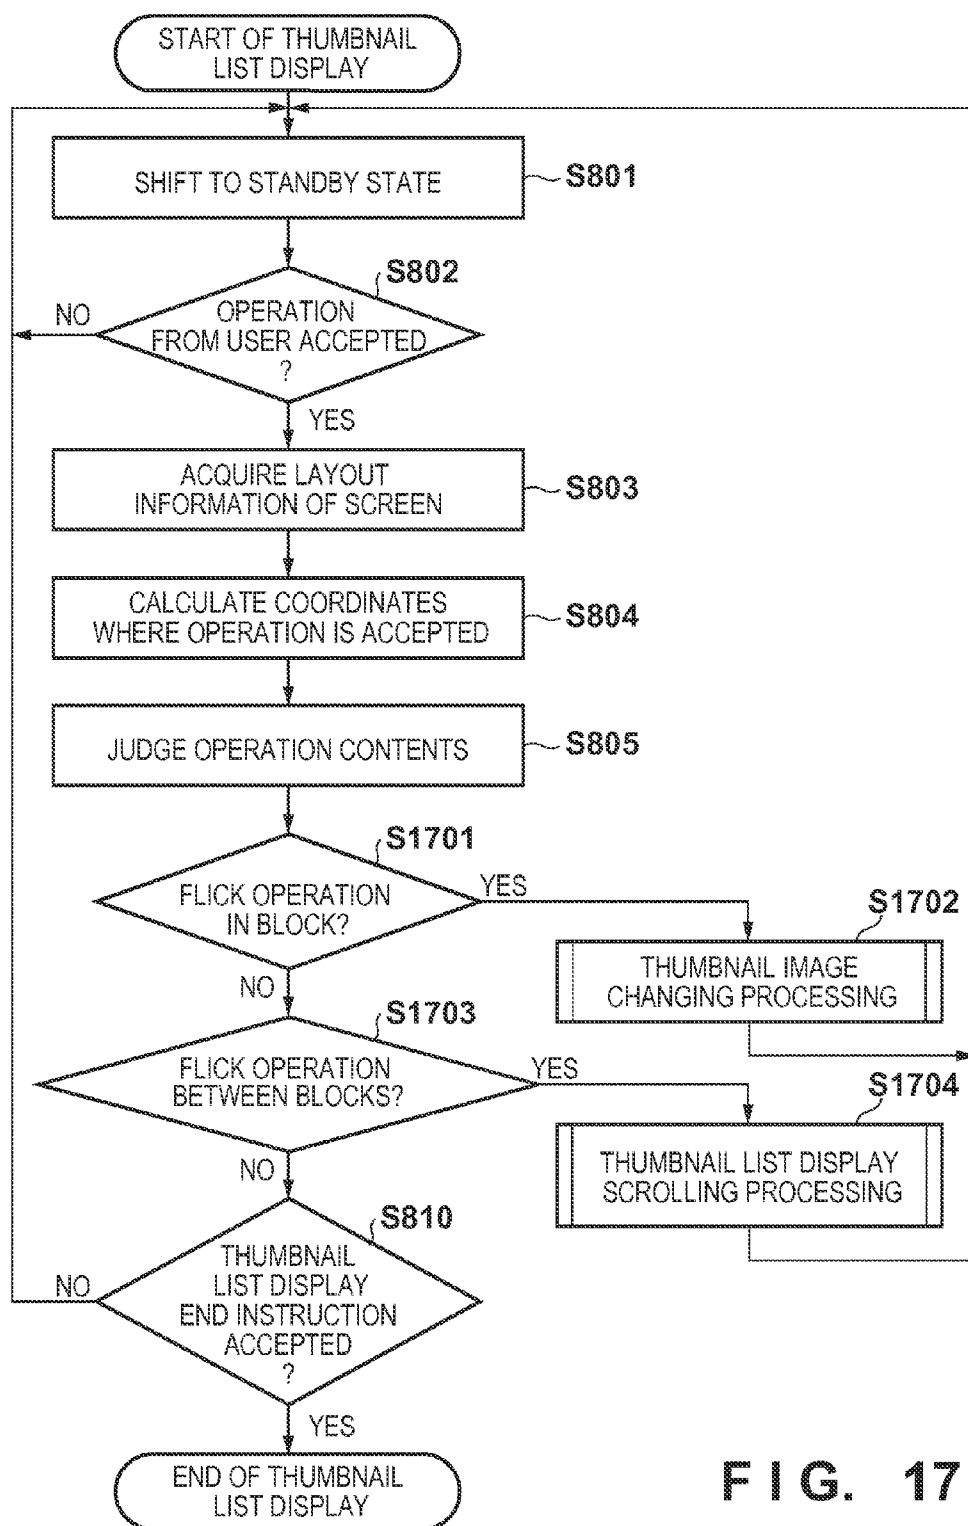 START OF THUMBNAIL
LIST DISPLAY
SHIFT TO STANDBY STATE
S801
S802
OPERATION
FROM USER ACCEPTED
?
NO
YES
ACQUIRE LAYOUT
INFORMATION OF SCREEN
S803
CALCULATE COORDINATES
WHERE OPERATION IS ACCEPTED
S804
JUDGE OPERATION CONTENTS
S805
S1701
FLICK OPERATION
IN BLOCK?
YES
NO
S1702
THUMBNAIL IMAGE
CHANGING PROCESSING
S1703
FLICK OPERATION
BETWEEN BLOCKS?
YES
NO
S1704
THUMBNAIL LIST DISPLAY
SCROLLING PROCESSING
S810
THUMBNAIL
LIST DISPLAY
END INSTRUCTION
ACCEPTED
?
NO
YES
END OF THUMBNAIL
LIST DISPLAY
FIG. 17